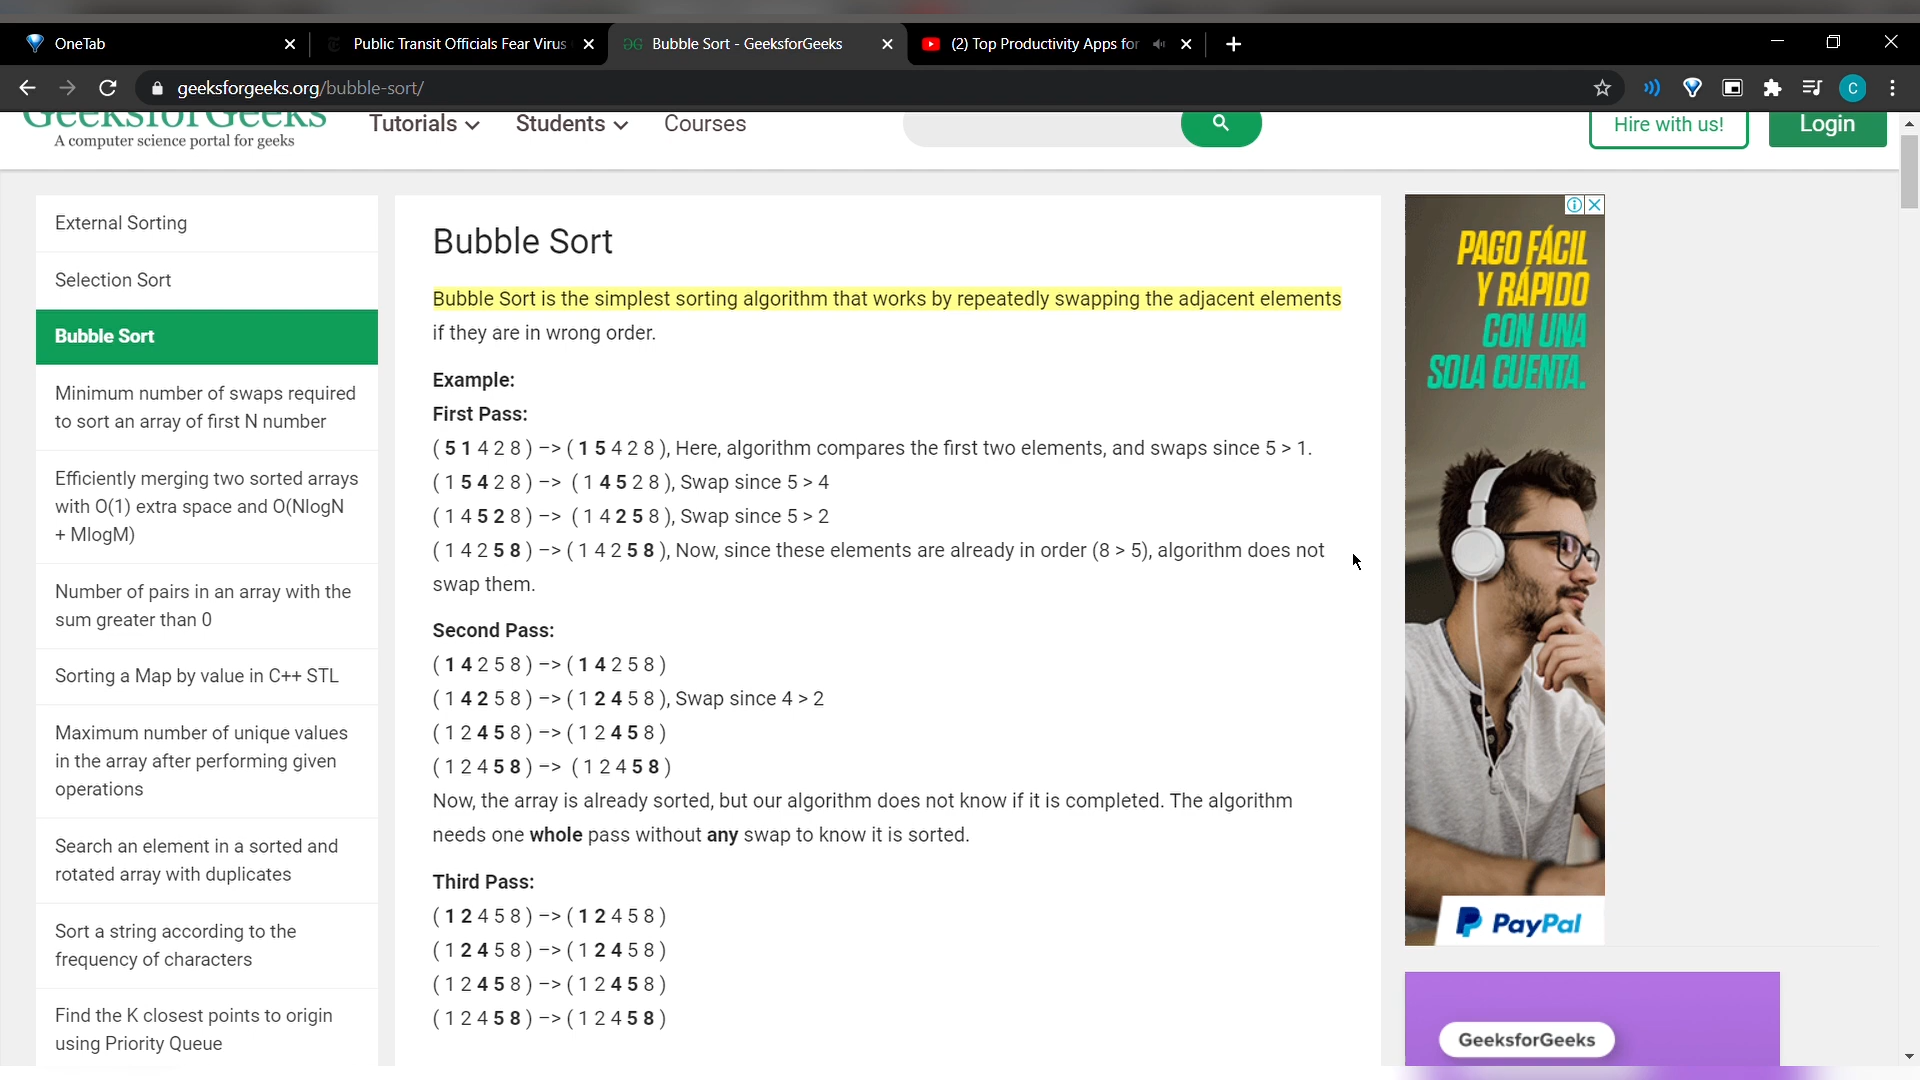 OneTab
Public Transit Officials Fear Virus
Bubble Sort - GeeksforGeeks
(2) Top Productivity Apps for
geeksforgeeks.org/bubble-sort/
C
GeeksforGeeks
A computer science portal for geeks
Tutorials
Students
Courses
Hire with us!
Login
External Sorting
Selection Sort
Bubble Sort
Minimum number of swaps required
to sort an array of first N number
Efficiently merging two sorted arrays
with O(1) extra space and O(NlogN
+ MlogM)
Number of pairs in an array with the
sum greater than 0
Sorting a Map by value in C++ STL
Maximum number of unique values
in the array after performing given
operations
Search an element in a sorted and
rotated array with duplicates
Sort a string according to the
frequency of characters
Find the K closest points to origin
using Priority Queue
Bubble Sort
Bubble Sort is the simplest sorting algorithm that works by repeatedly swapping the adjacent elements
if they are in wrong order.
Example:
First Pass:
( 5 1 4 2 8 ) –> ( 1 5 4 2 8 ), Here, algorithm compares the first two elements, and swaps since 5 > 1.
( 1 5 4 2 8 ) –> ( 1 4 5 2 8 ), Swap since 5 > 4
( 1 4 5 2 8 ) –> ( 1 4 2 5 8 ), Swap since 5 > 2
( 1 4 2 5 8 ) –> ( 1 4 2 5 8 ), Now, since these elements are already in order (8 > 5), algorithm does not
swap them.
Second Pass:
( 1 4 2 5 8 ) –> ( 1 4 2 5 8 )
( 1 4 2 5 8 ) –> ( 1 2 4 5 8 ), Swap since 4 > 2
( 1 2 4 5 8 ) –> ( 1 2 4 5 8 )
( 1 2 4 5 8 ) –> ( 1 2 4 5 8 )
Now, the array is already sorted, but our algorithm does not know if it is completed. The algorithm
needs one whole pass without any swap to know it is sorted.
Third Pass:
( 1 2 4 5 8 ) –> ( 1 2 4 5 8 )
( 1 2 4 5 8 ) –> ( 1 2 4 5 8 )
( 1 2 4 5 8 ) –> ( 1 2 4 5 8 )
( 1 2 4 5 8 ) –> ( 1 2 4 5 8 )
PAGO FÁCIL
Y RÁPIDO
CON UNA
SOLA CUENTA.
PayPal
GeeksforGeeks